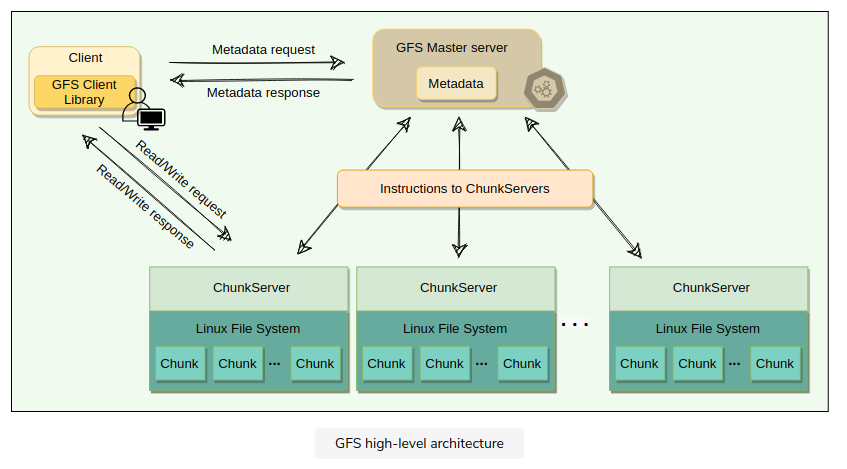 Client
GFS Client
Library
Metadata request
Metadata response
GFS Master server
Metadata
Read/Write request
Read/Write response
Instructions to ChunkServers
ChunkServer
Linux File System
Chunk Chunk ... Chunk
ChunkServer
Linux File System
Chunk Chunk ... Chunk
...
ChunkServer
Linux File System
Chunk Chunk ... Chunk
GFS high-level architecture